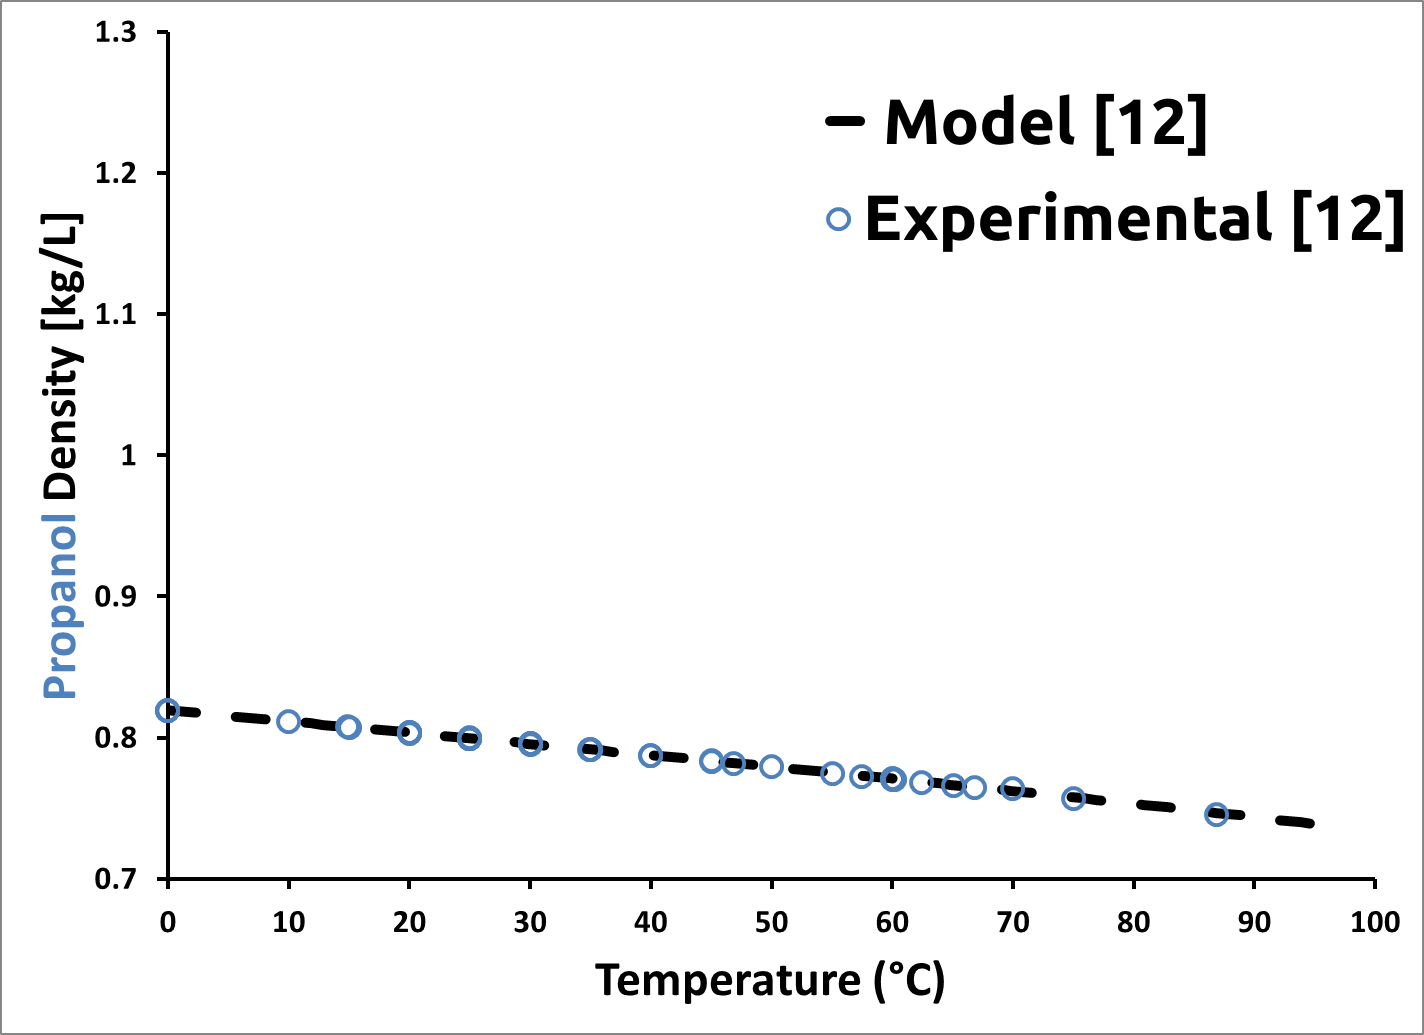 1.3
1.2
1.1
1
0.9
0.8
0.7
Propanol Density [kg/L]
Model [12]
Experimental [12]
0 10 20 30 40 50 60 70 80 90 100
Temperature (°C)